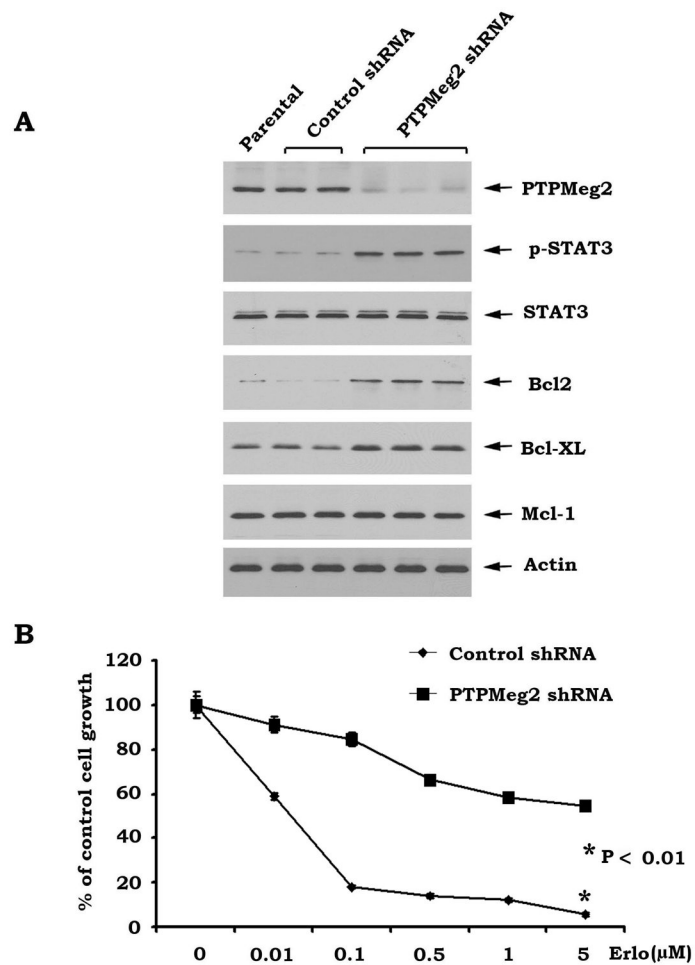 A
Parental
Control shRNA
PTPMeg2 shRNA
PTPMeg2
p-STAT3
STAT3
Bcl2
Bcl-XL
Mcl-1
Actin
B
% of control cell growth
120
100
80
60
40
20
0
Control shRNA
PTPMeg2 shRNA
* P < 0.01
*
0 0.01 0.1 0.5 1 5 Erlo(μM)